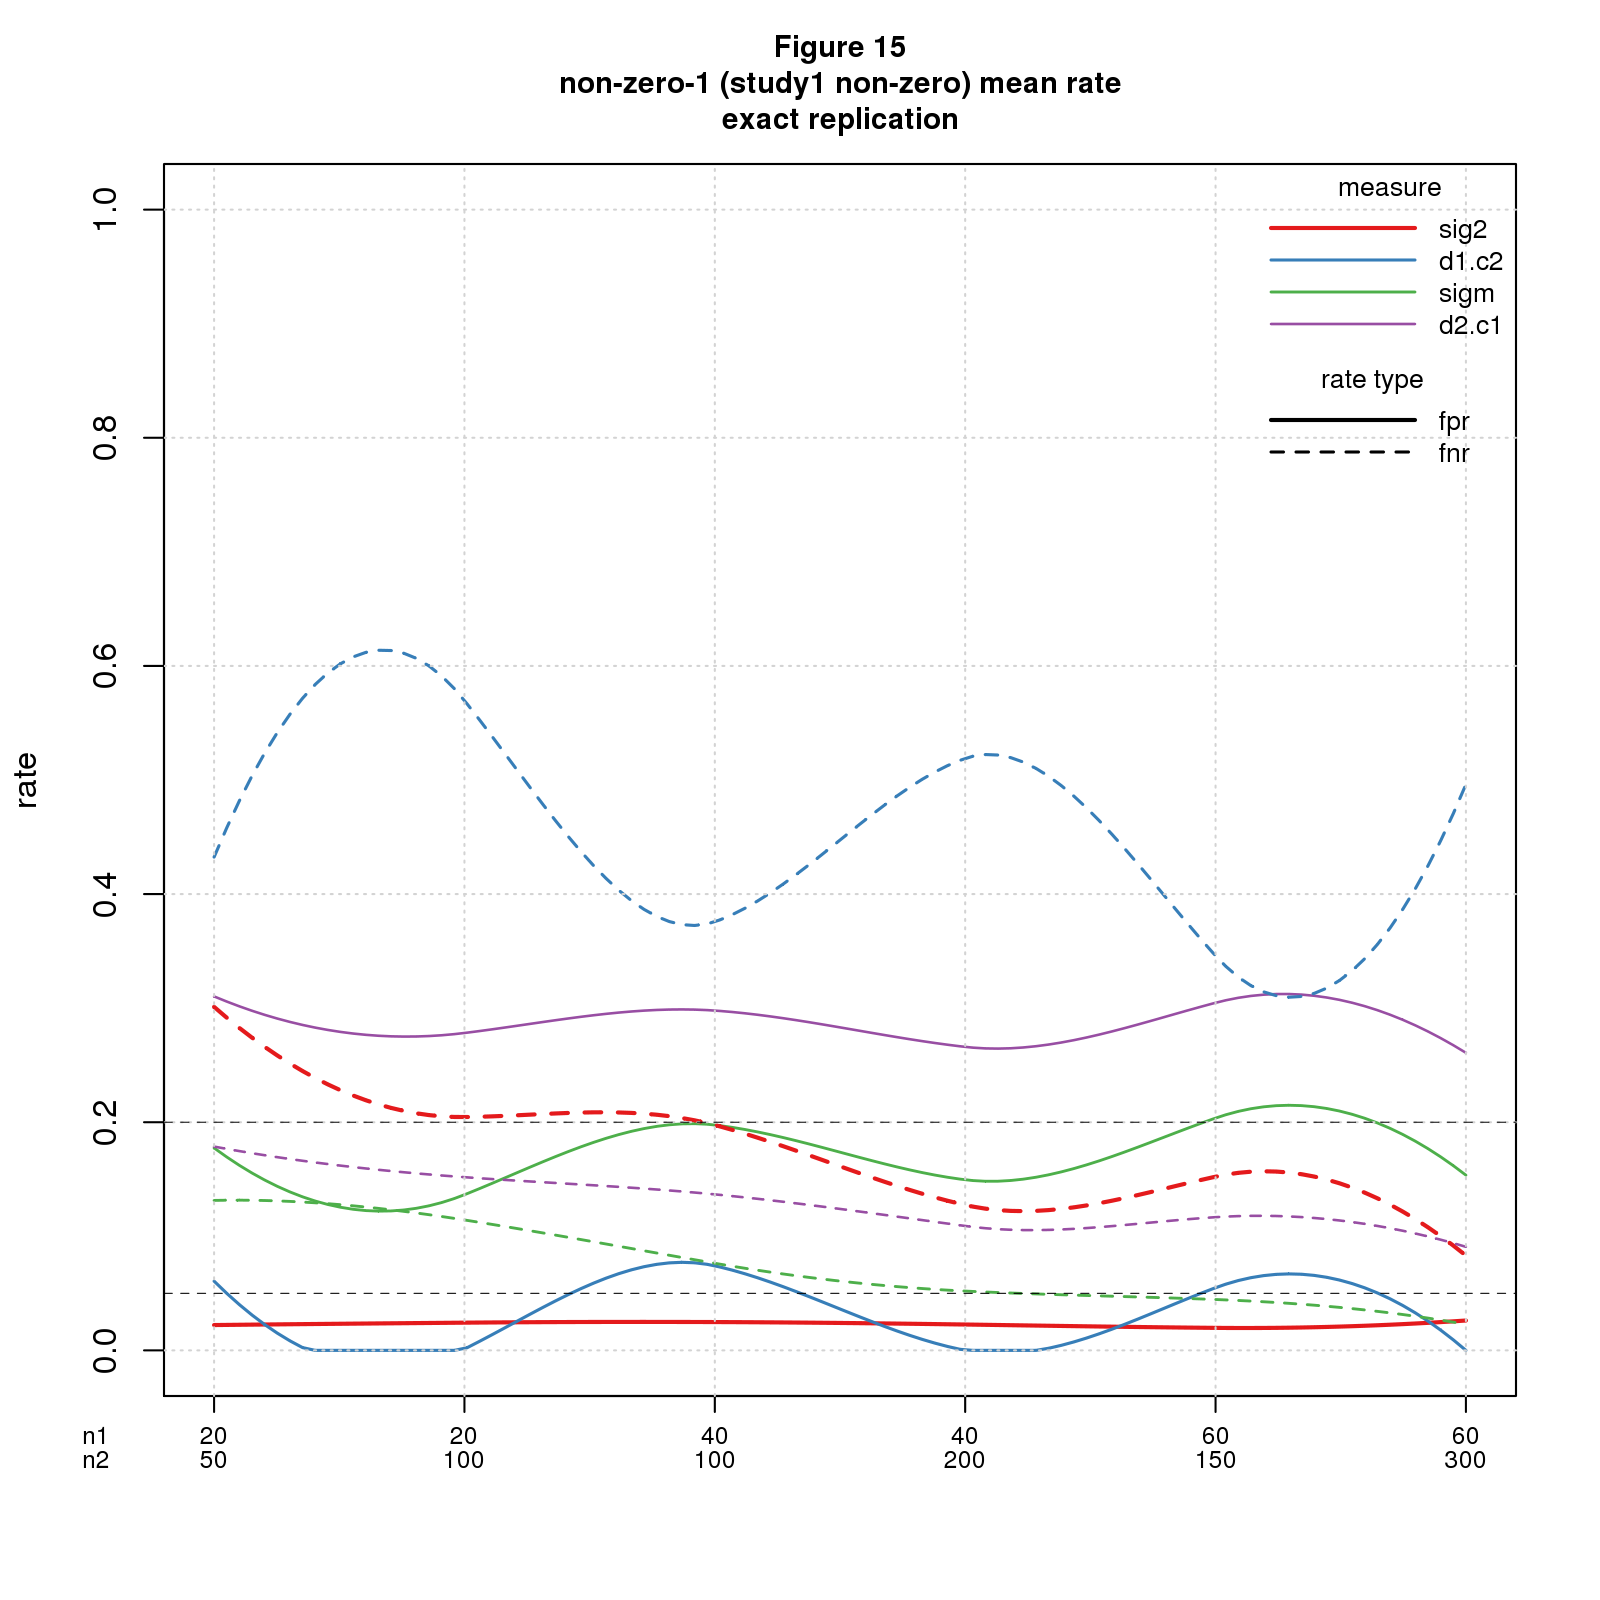 Figure 15
non-zero-1 (study1 non-zero) mean rate
exact replication
measure
sig2
d1.c2
sigm
d2.c1
rate type
fpr
fnr
rate
1.0
0.8
0.6
0.4
0.2
0.0
n1 20 20 40 40 60 60
n2 50 100 100 200 150 300